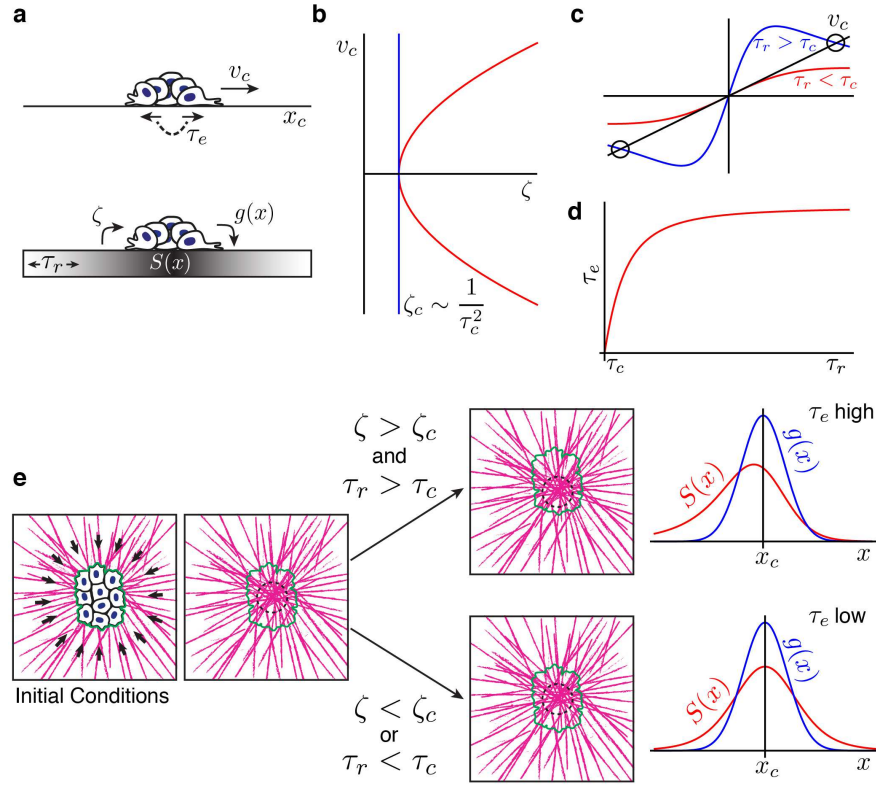 a
v_c
x_c
τ_e
ζ
g(x)
τ_r
S(x)
b
v_c
ζ
ζ_c ∼ 1/τ_c^2
c
v_c
τ_r > τ_c
τ_r < τ_c
d
τ_e
τ_c
τ_r
e
Initial Conditions
ζ > ζ_c
and
τ_r > τ_c
ζ < ζ_c
or
τ_r < τ_c
τ_e high
S(x)
g(x)
x_c
x
τ_e low
S(x)
g(x)
x_c
x